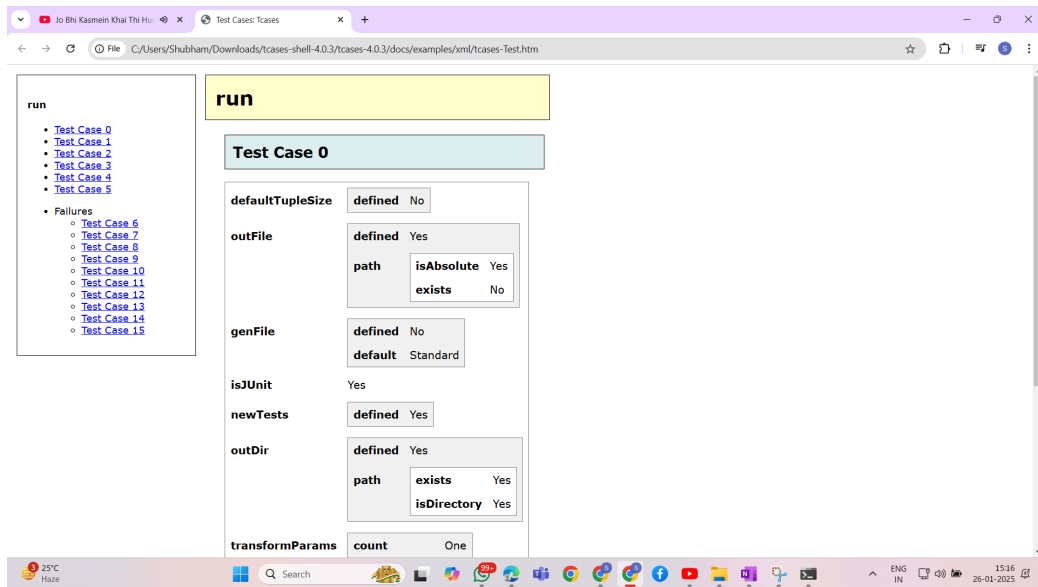 Jo Bhi Kasmein Khai Thi Hu
Test Cases: Tcases
File
C:/Users/Shubham/Downloads/tcases-shell-4.0.3/tcases-4.0.3/docs/examples/xml/tcases-Test.htm
S
run
Test Case 0
Test Case 1
Test Case 2
Test Case 3
Test Case 4
Test Case 5
Failures
Test Case 6
Test Case 7
Test Case 8
Test Case 9
Test Case 10
Test Case 11
Test Case 12
Test Case 13
Test Case 14
Test Case 15
run
Test Case 0
defaultTupleSize defined No
outFile defined Yes
path isAbsolute Yes
exists No
genFile defined No
default Standard
isJUnit Yes
newTests defined Yes
outDir defined Yes
path exists Yes
isDirectory Yes
transformParams count One
3
25°C
Haze
Search
99+
ENG
IN
15:16
26-01-2025